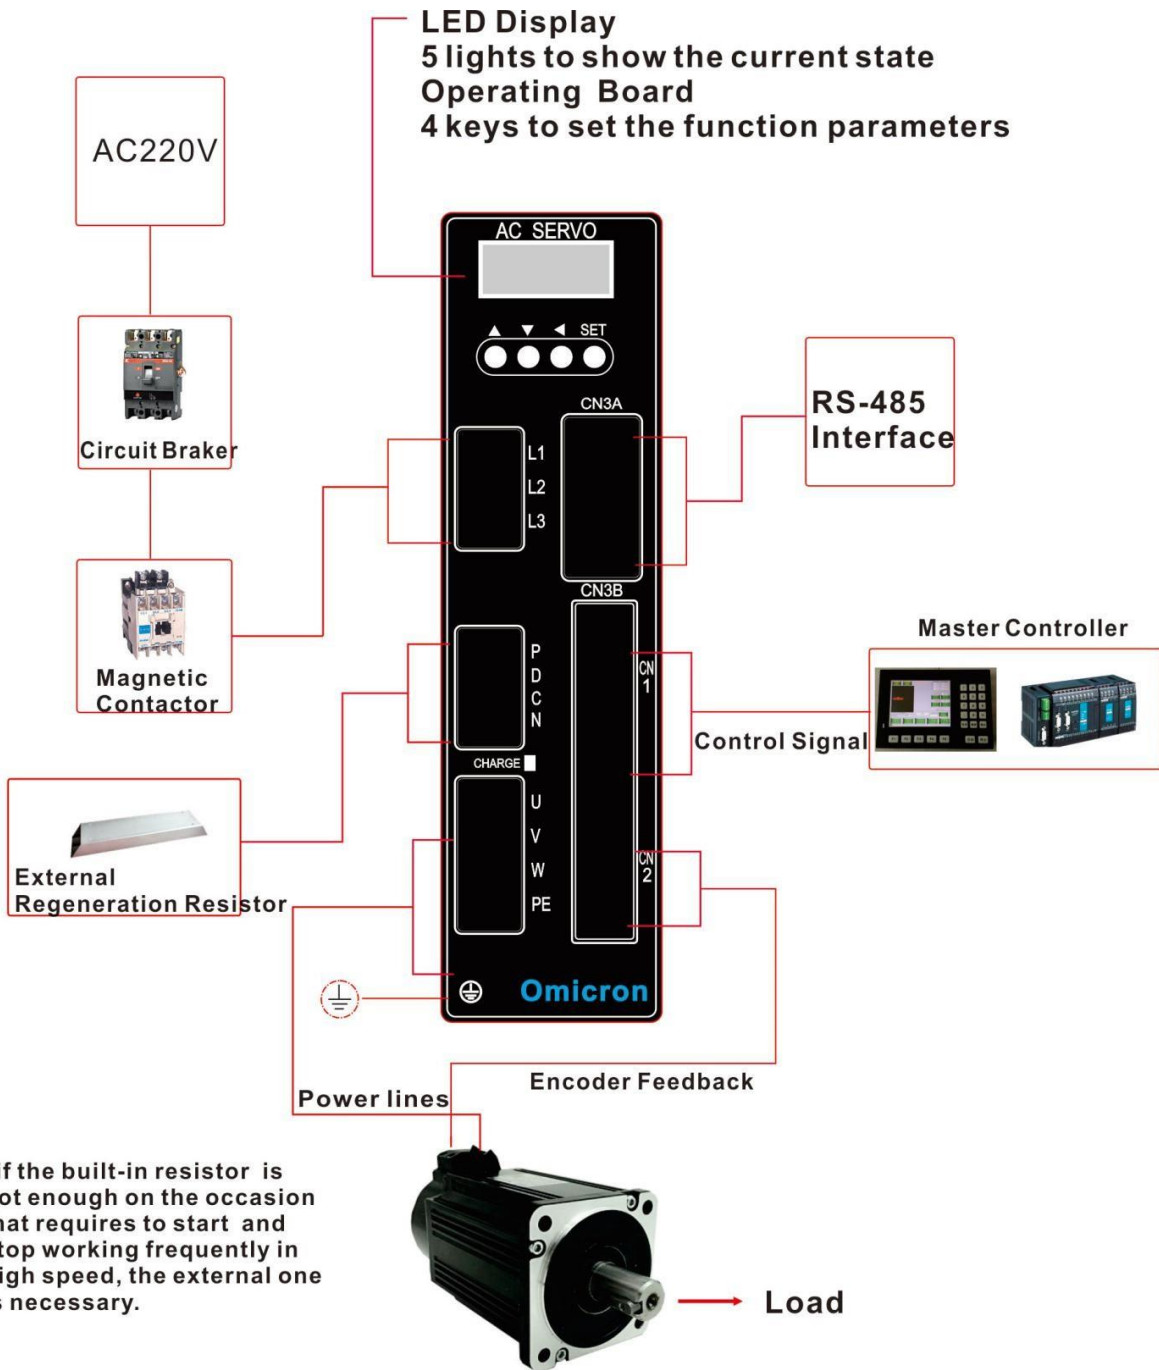 LED Display
5 lights to show the current state
Operating Board
4 keys to set the function parameters
AC220V
AC SERVO
SET
Circuit Braker
CN3A
RS-485
Interface
L1
L2
L3
CN3B
Magnetic
Contactor
P
D
C
N
CN
1
Master Controller
Control Signal
CHARGE
External
Regeneration Resistor
U
V
W
PE
CN
2
Omicron
Encoder Feedback
Power lines
if the built-in resistor is
ot enough on the occasion
hat requires to start and
top working frequently in
igh speed, the external one
s necessary.
Load